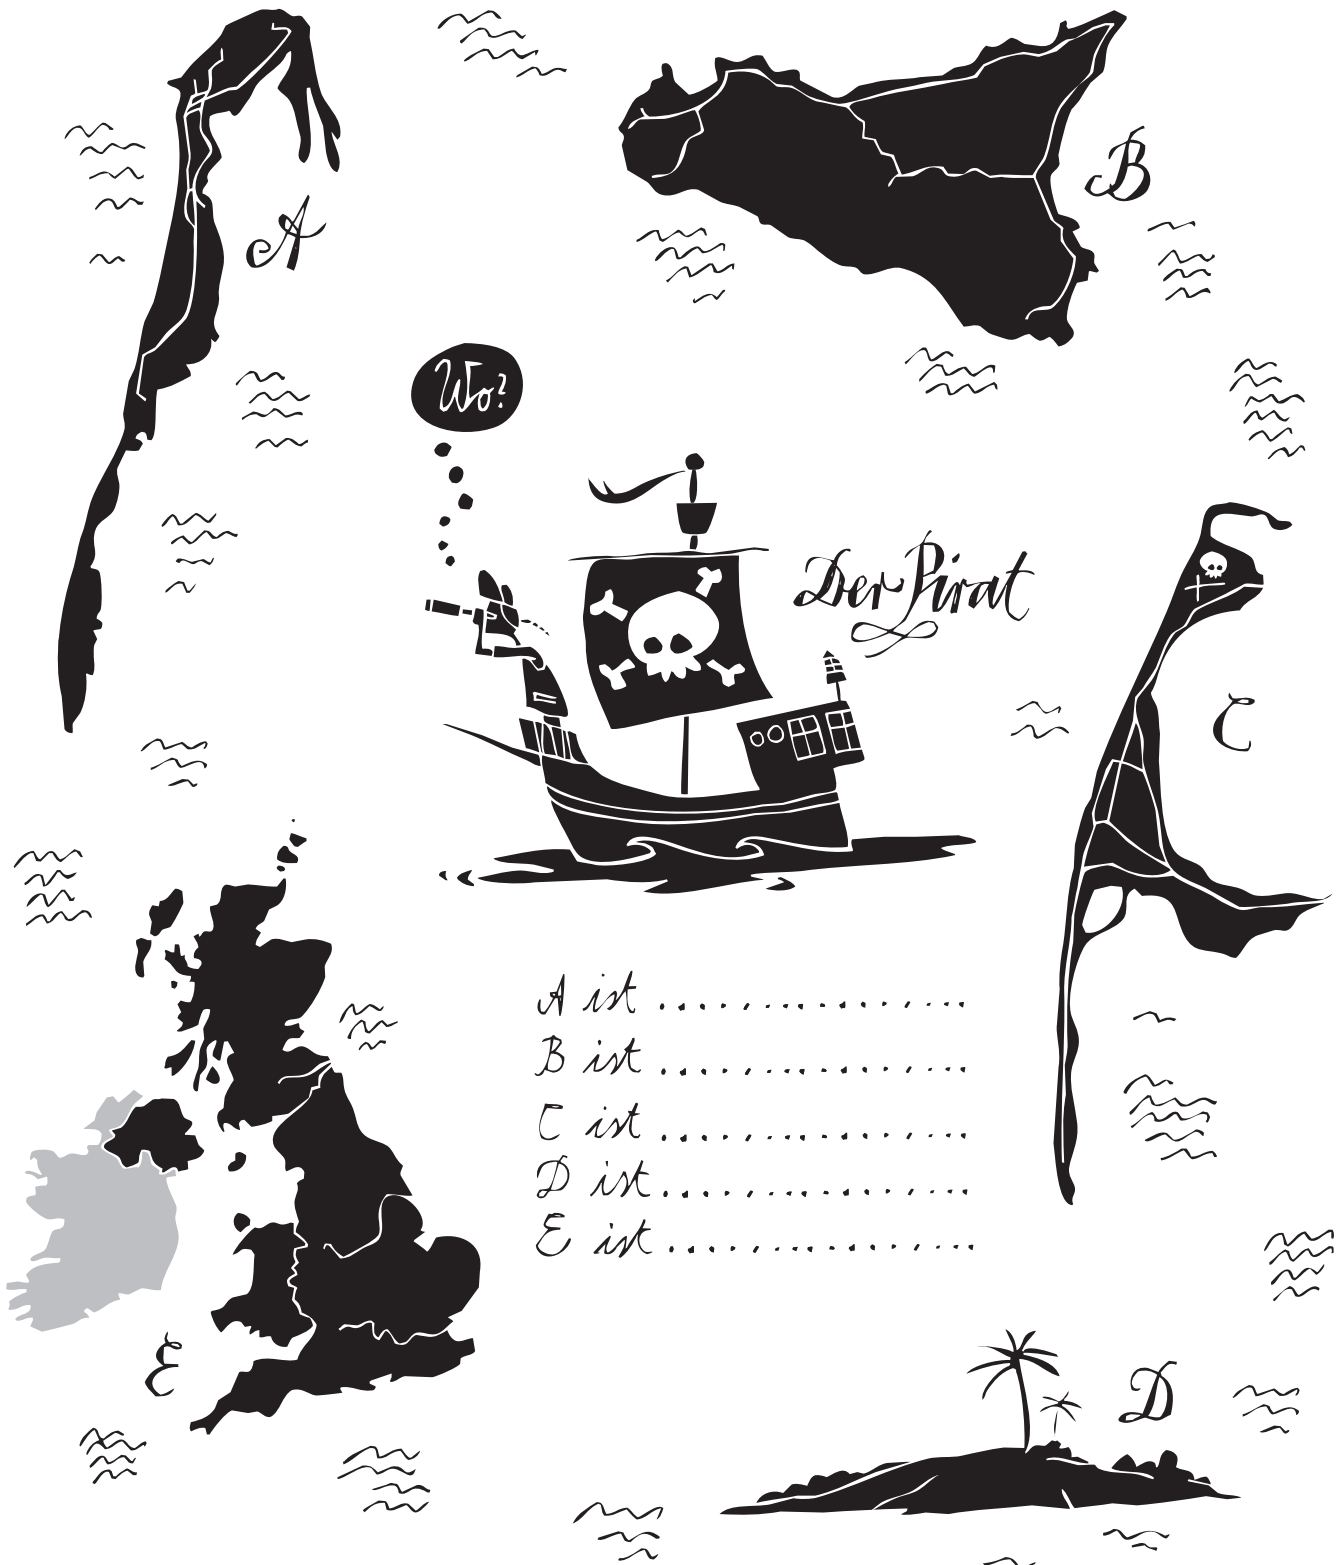 B
A
Wo?
Der Pirat
C
A ist ....................
B ist ....................
C ist ....................
D ist ....................
E ist ....................
E
D